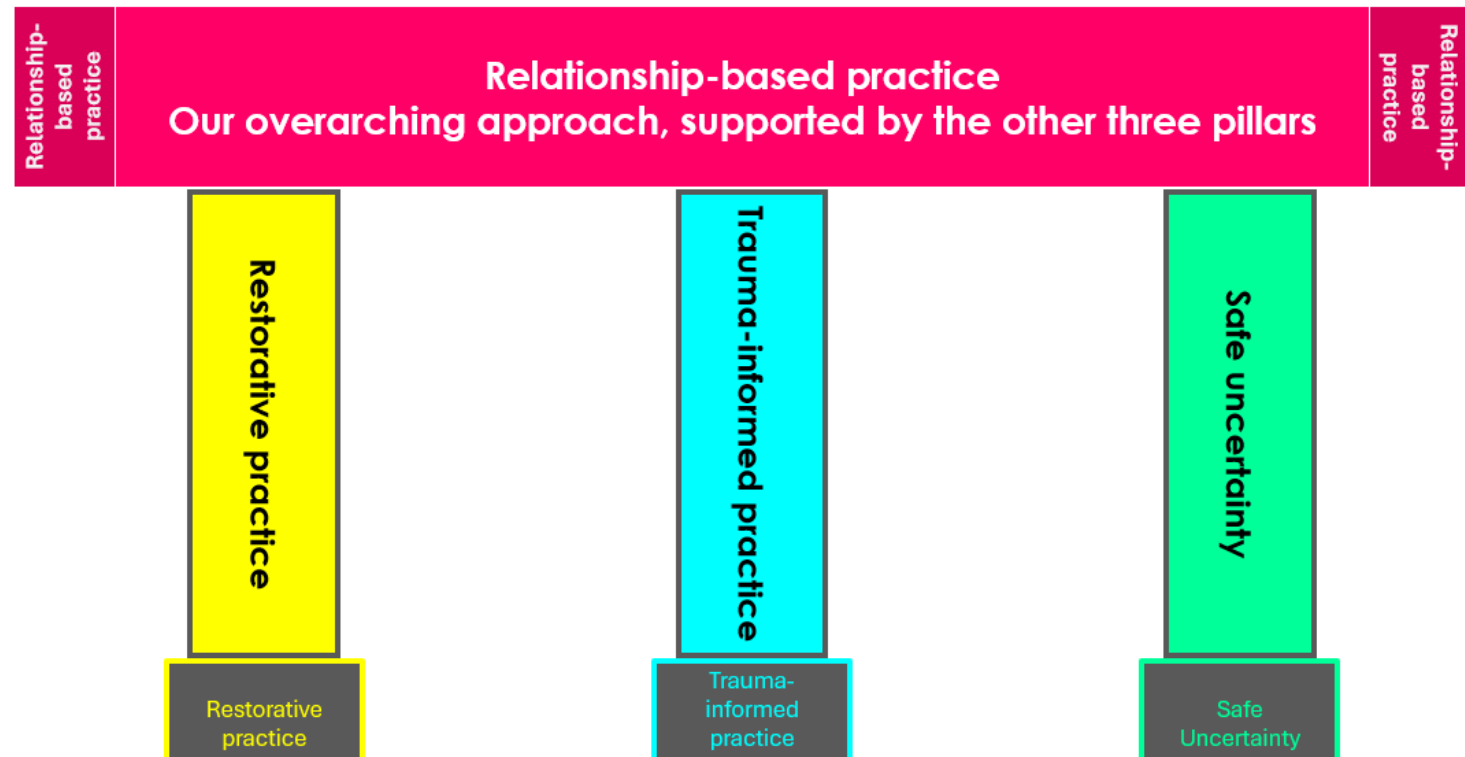 Relationship-
based
practice
Relationship-based practice
Our overarching approach, supported by the other three pillars
Relationship-
based
practice
Restorative practice
Trauma-informed practice
Safe uncertainty
Restorative
practice
Trauma-
informed
practice
Safe
Uncertainty